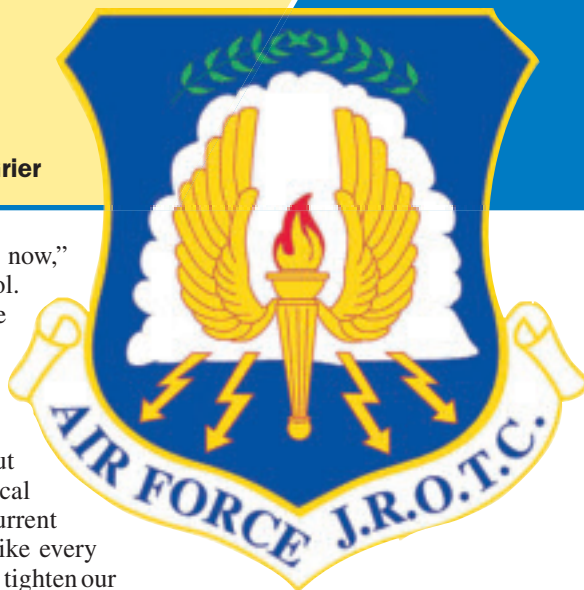 rier
now,”
ol.
e
ut
cal
urrent
ike every
tighten our
AIR FORCE J.R.O.T.C.